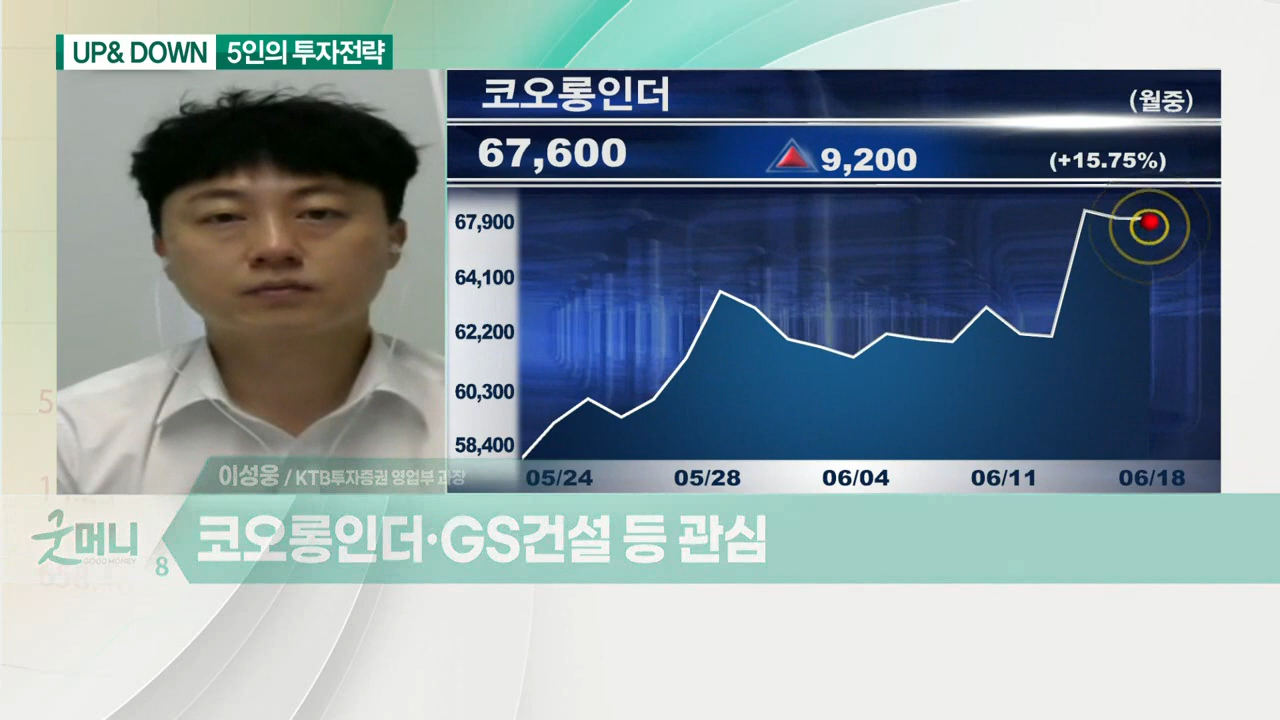 UP& DOWN 5인의 투자전략
코오롱인더 (월중)
67,600 9,200 (+15.75%)
67,900
64,100
62,200
60,300
58,400
05/24 05/28 06/04 06/11 06/18
이성웅 / KTB투자증권 영업부 과장
굿머니
GOOD MONEY
8
코오롱인더·GS건설 등 관심